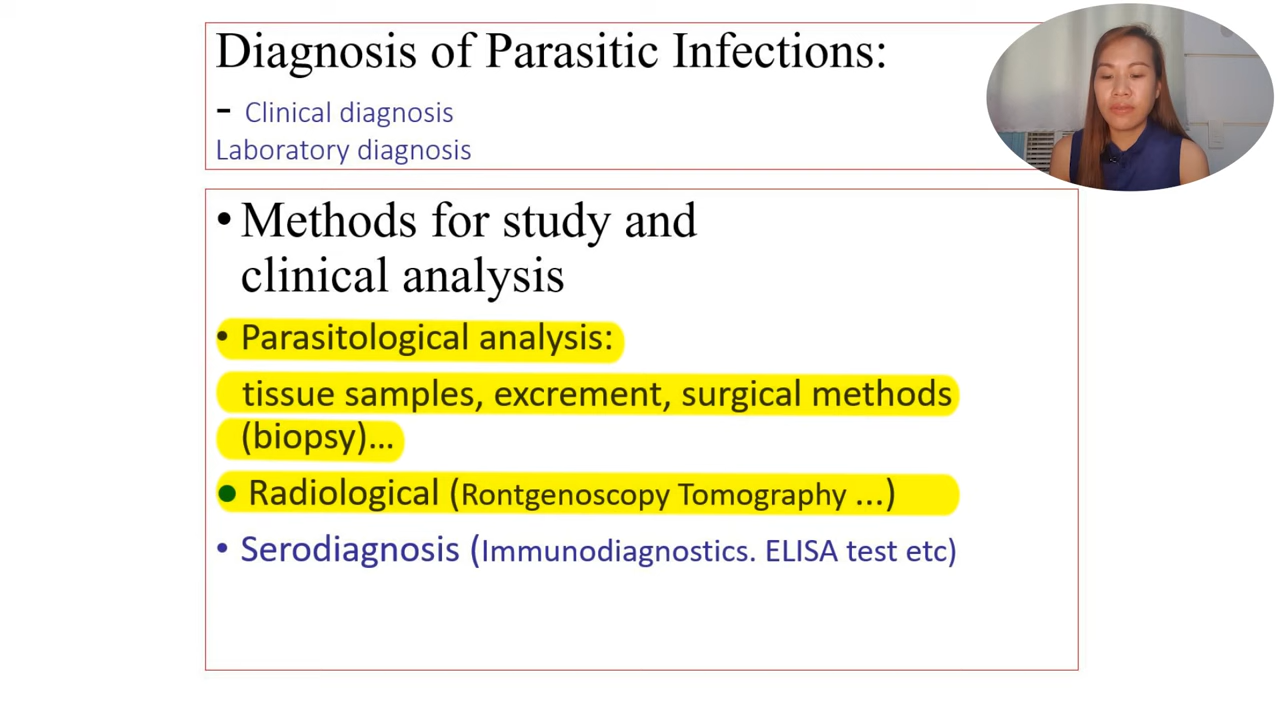 Diagnosis of Parasitic Infections:
- Clinical diagnosis
Laboratory diagnosis
• Methods for study and
clinical analysis
• Parasitological analysis:
tissue samples, excrement, surgical methods
(biopsy)...
● Radiological (Rontgenoscopy Tomography ...)
• Serodiagnosis (Immunodiagnostics. ELISA test etc)